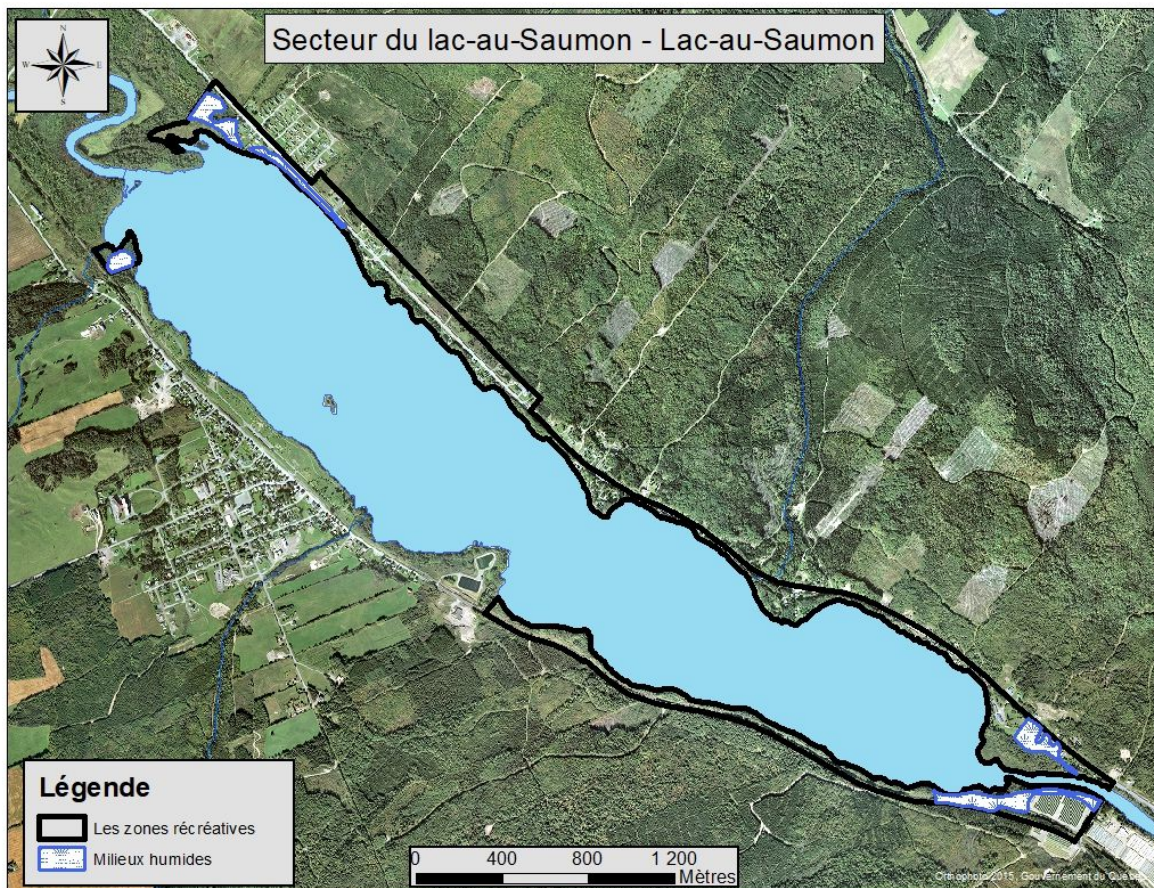 Secteur du lac-au-Saumon - Lac-au-Saumon
N
W E
S
Légende
Les zones récréatives
Milieux humides
0 400 800 1 200
Mètres
Orthophoto 2015, Gouvernement du Québec